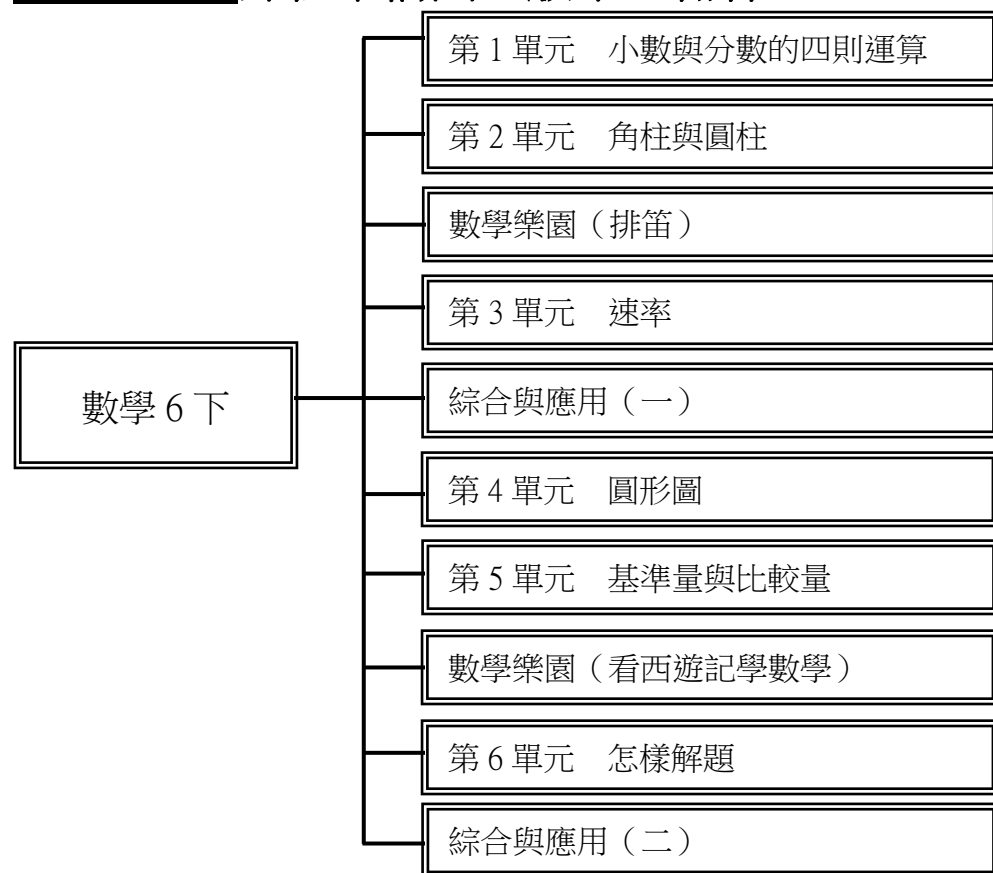 第 1 單元　小數與分數的四則運算
第 2 單元　角柱與圓柱
數學樂園（排笛）
第 3 單元　速率
數學 6 下
綜合與應用（一）
第 4 單元　圓形圖
第 5 單元　基準量與比較量
數學樂園（看西遊記學數學）
第 6 單元　怎樣解題
綜合與應用（二）